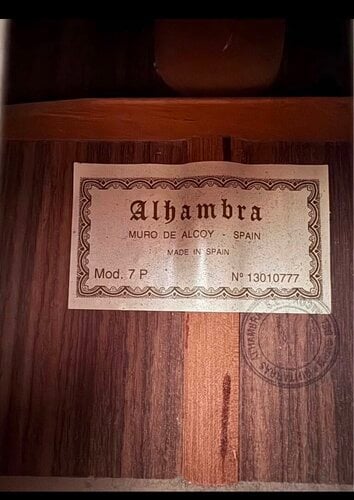 Alhambra
MURO DE ALCOY - SPAIN
MADE IN SPAIN
Mod. 7 P
Nº 13010777